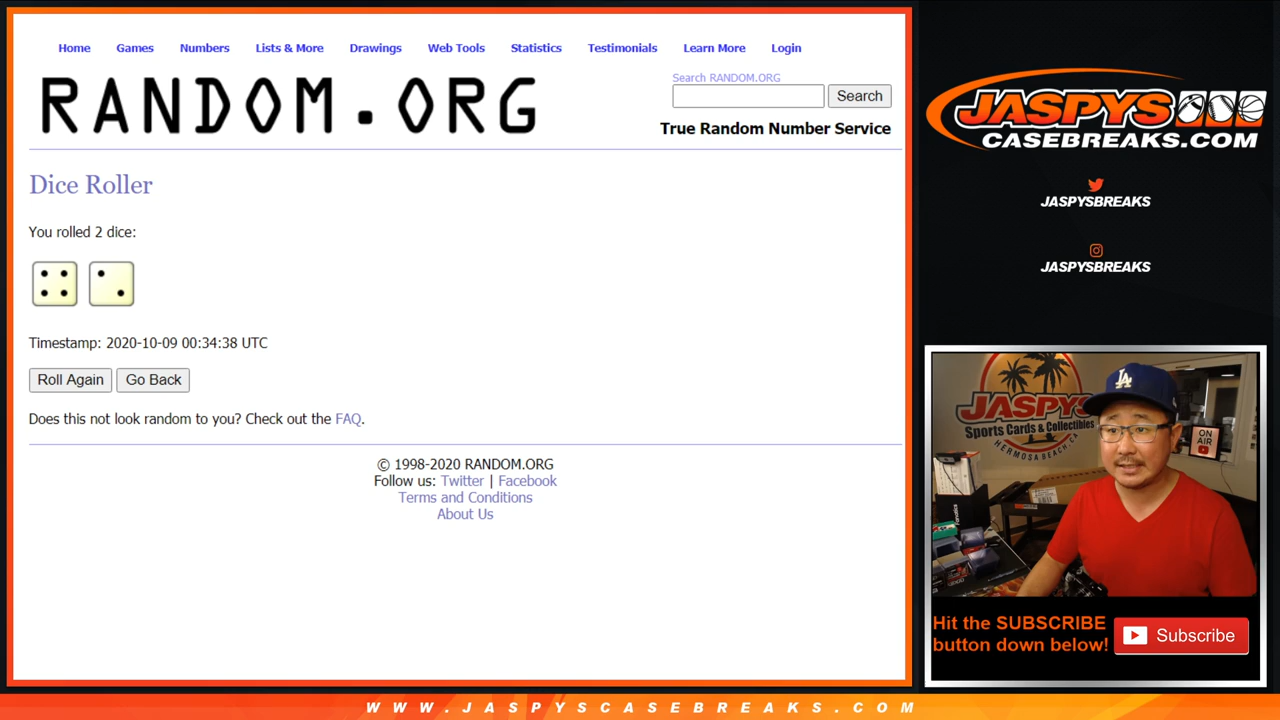 Home Games Numbers Lists & More Drawings Web Tools Statistics Testimonials Learn More Login
RANDOM.ORG
Search RANDOM.ORG
Search
True Random Number Service
Dice Roller
You rolled 2 dice:
Timestamp: 2020-10-09 00:34:38 UTC
Roll Again Go Back
Does this not look random to you? Check out the FAQ.
© 1998-2020 RANDOM.ORG
Follow us: Twitter | Facebook
Terms and Conditions
About Us
JASPYS
CASEBREAKS.COM
JASPYSBREAKS
JASPYSBREAKS
JASPYS
Sports Cards & Collectibles
HERMOSA BEACH, CA
LA
ON
AIR
Fanatics
Hit the SUBSCRIBE
button down below!
Subscribe
WWW.JASPYSCASEBREAKS.COM